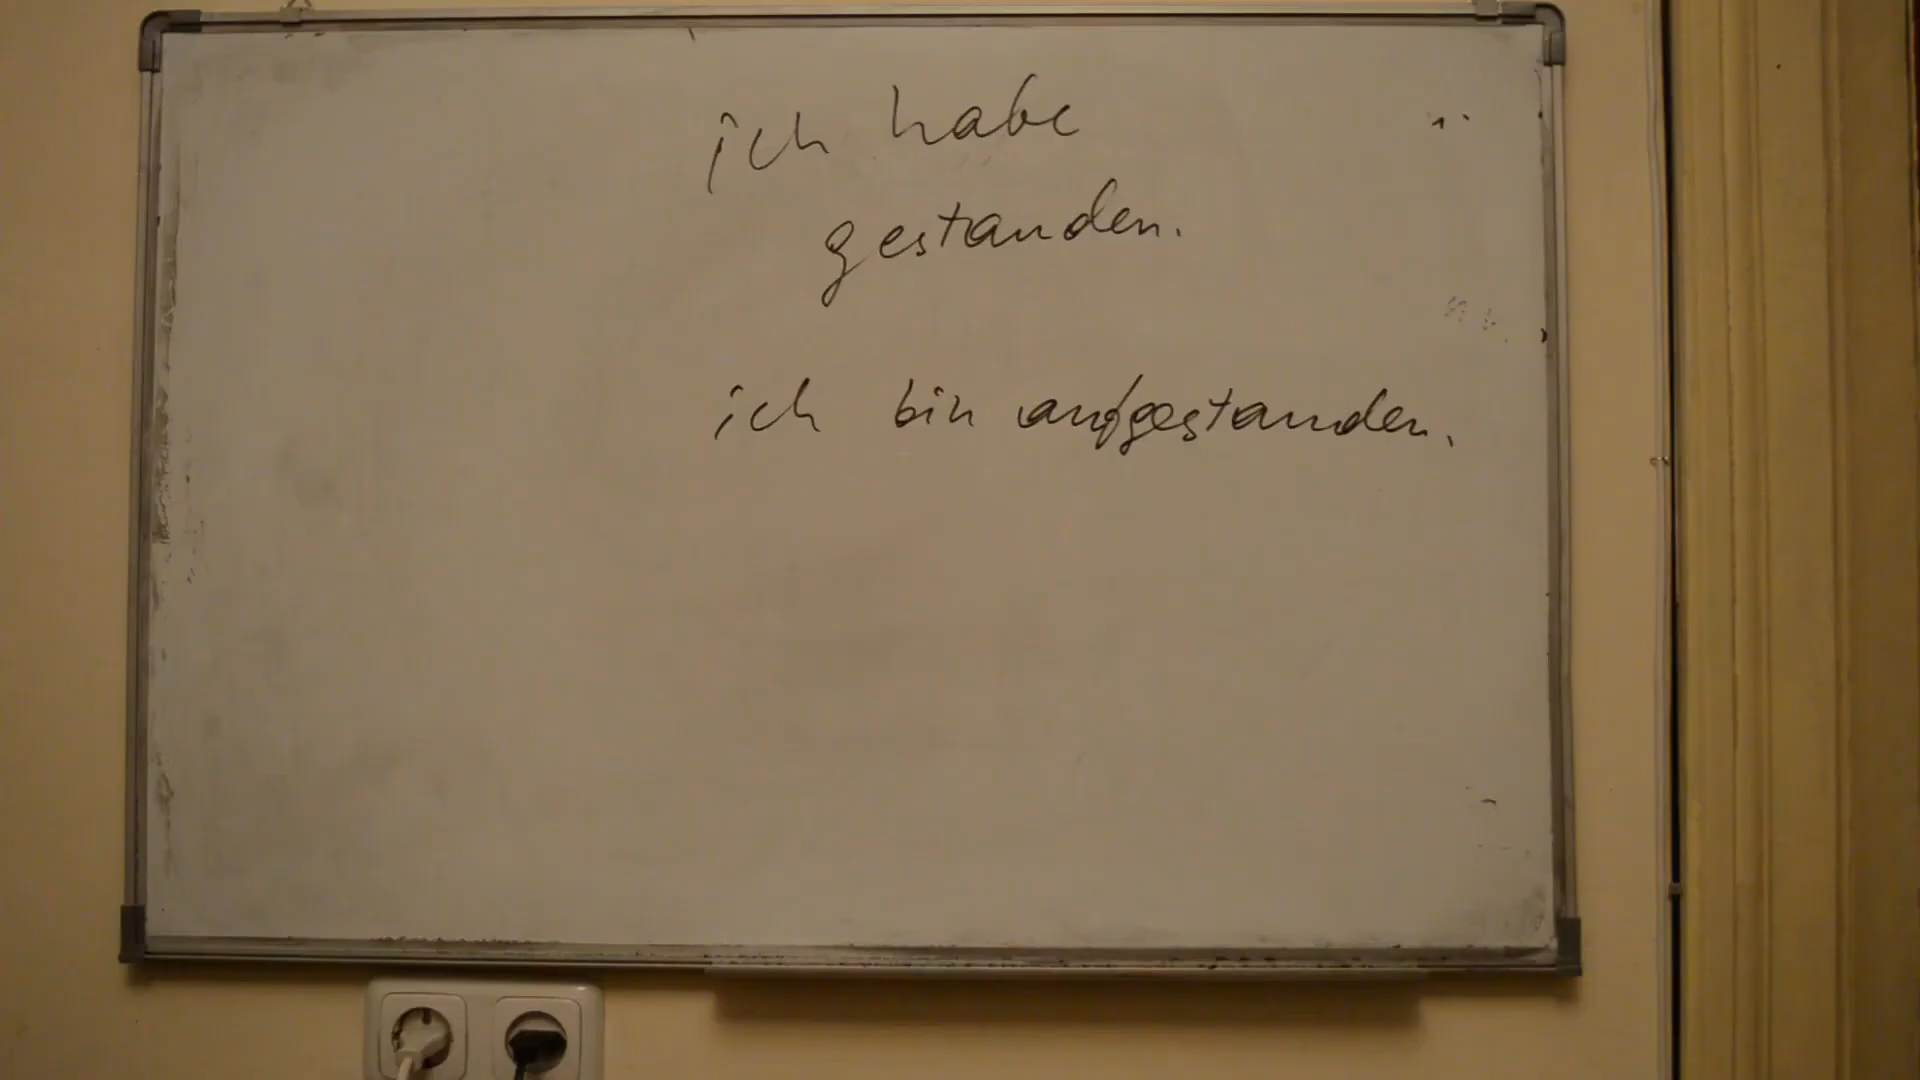 ich habe
gestanden.
ich bin aufgestanden.